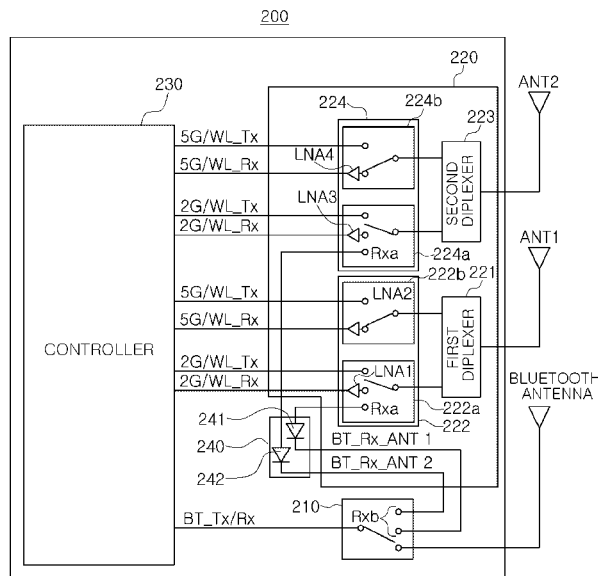 200
220
ANT2
230
224
224b
223
5G/WL_Tx
LNA4
5G/WL_Rx
SECOND
DIPLEXER
2G/WL_Tx
LNA3
2G/WL_Rx
ANT1
Rxa
224a
222b
221
5G/WL_Tx
LNA2
5G/WL_Rx
FIRST
DIPLEXER
CONTROLLER
2G/WL_Tx
LNA1
2G/WL_Rx
BLUETOOTH
ANTENNA
241
Rxa
222a
222
240
BT_Rx_ANT 1
242
BT_Rx_ANT 2
210
Rxb
BT_Tx/Rx